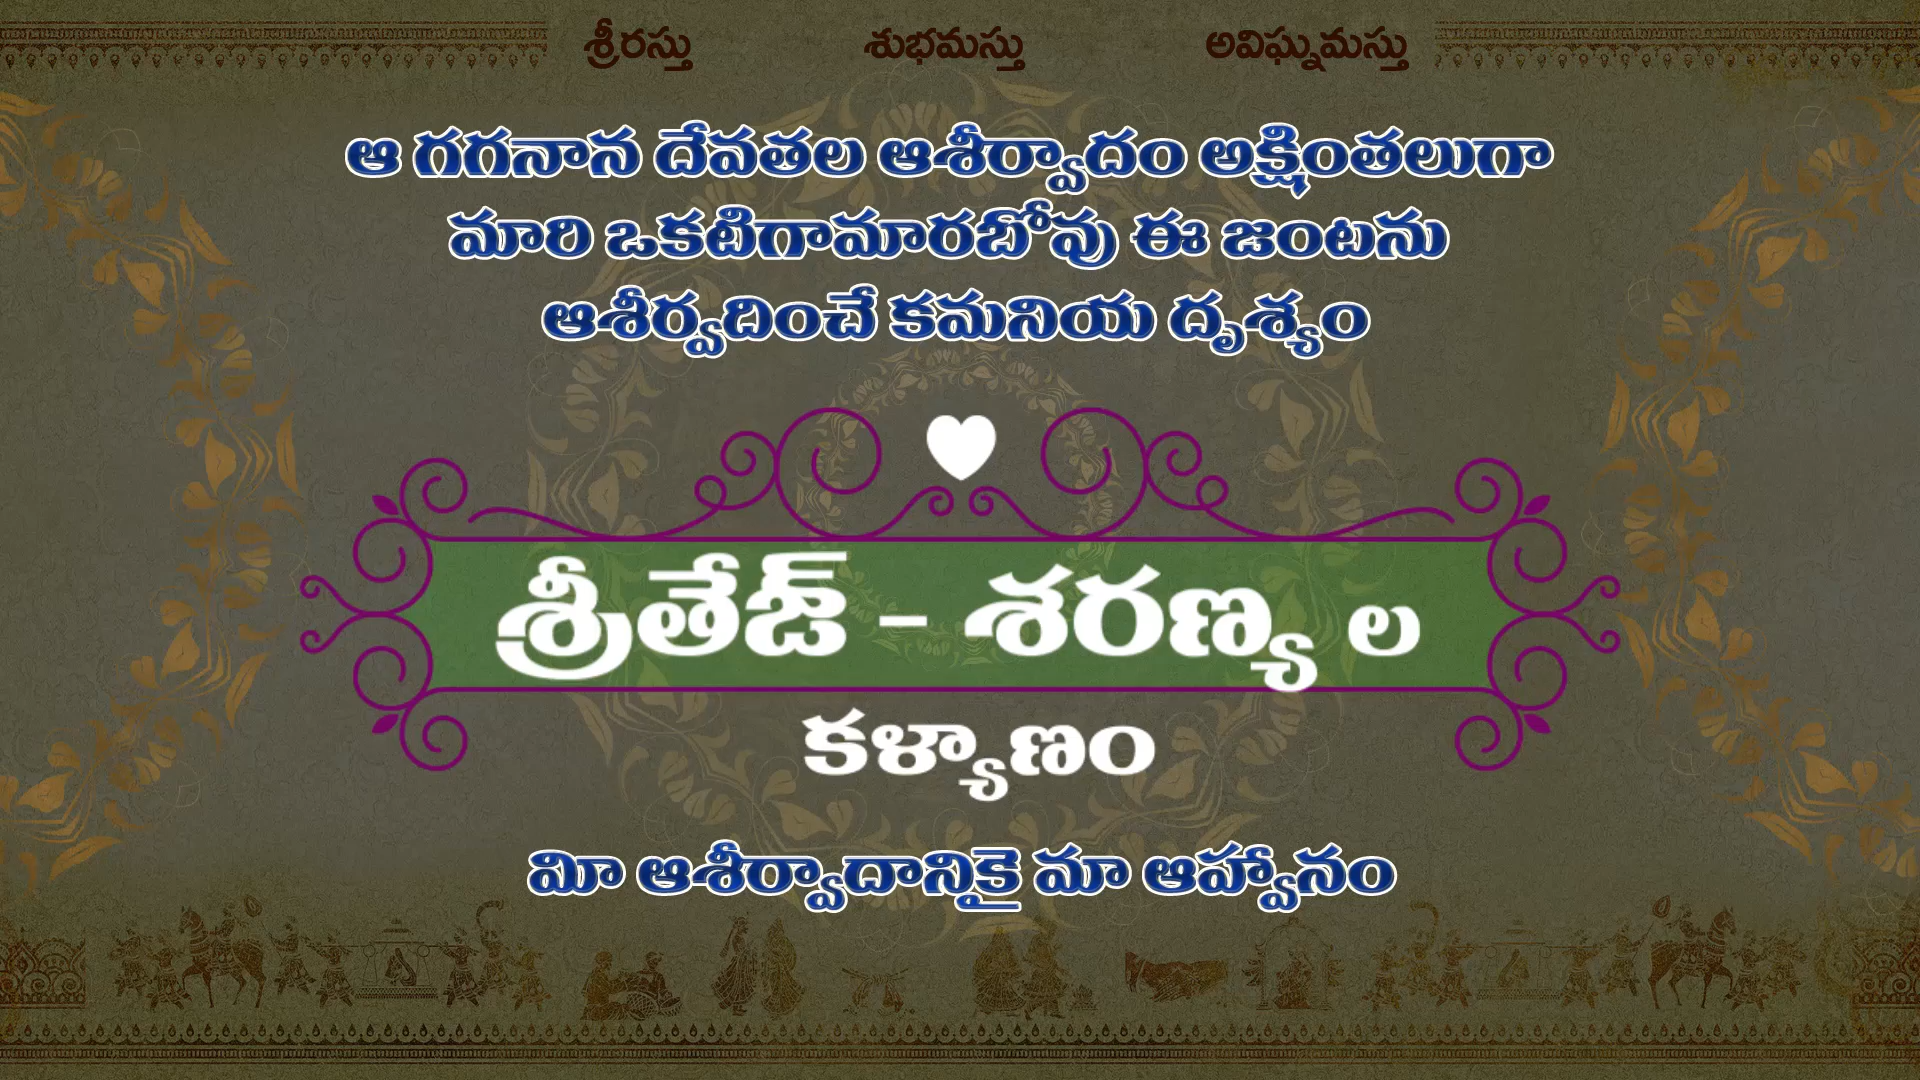 శ్రీరస్తు శుభమస్తు అవిఘ్నమస్తు
ఆ గగనాన దేవతల ఆశీర్వాదం అక్షింతలుగా
మారి ఒకటిగామారబోవు ఈ జంటను
ఆశీర్వదించే కమనియ దృశ్యం
శ్రీతేజ్ – శరణ్య ల
కళ్యాణం
మీ ఆశీర్వాదానికై మా ఆహ్వానం